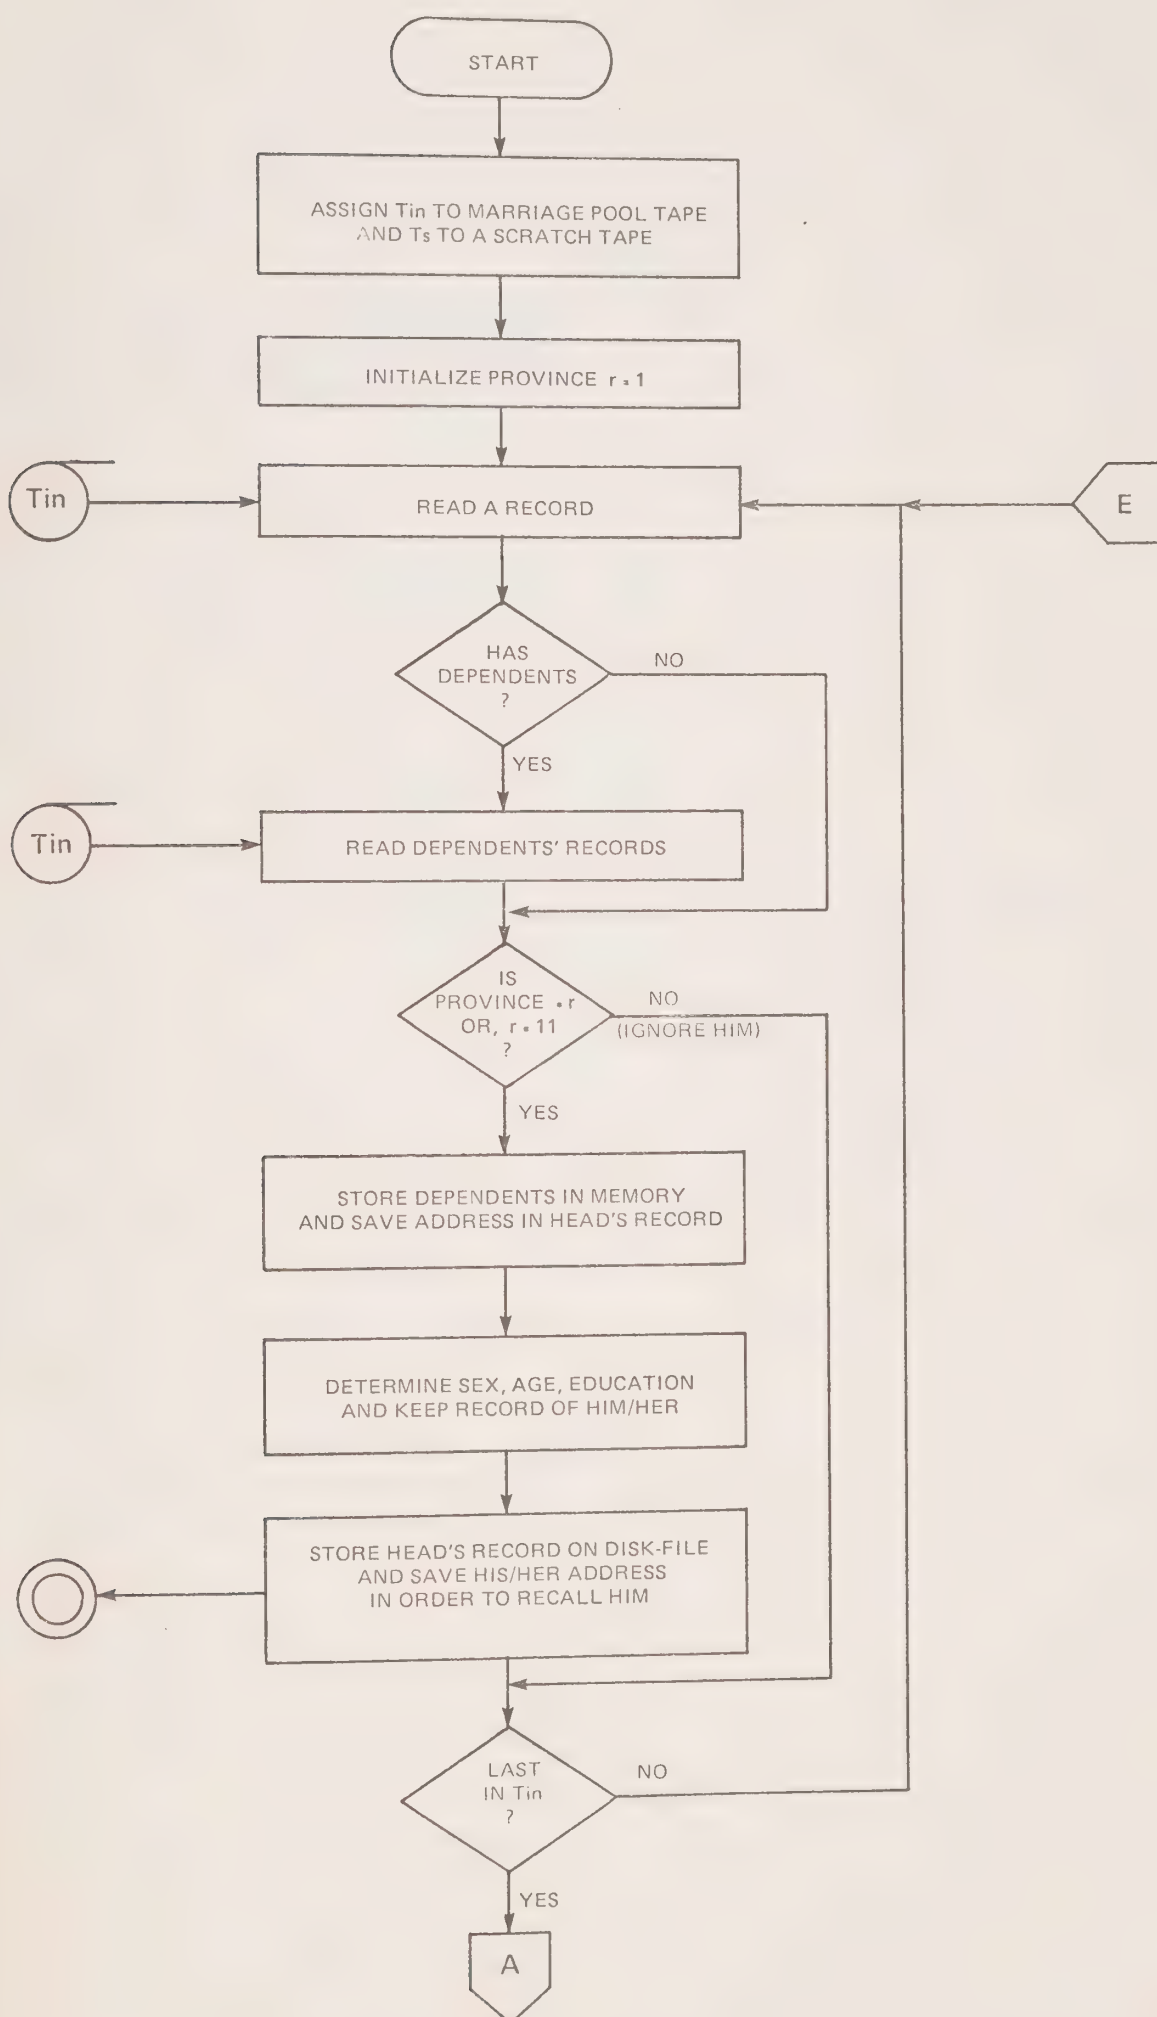 START
ASSIGN Tin TO MARRIAGE POOL TAPE
AND Ts TO A SCRATCH TAPE
INITIALIZE PROVINCE r = 1
Tin
READ A RECORD
E
HAS
DEPENDENTS
?
NO
YES
Tin
READ DEPENDENTS' RECORDS
IS
PROVINCE = r
OR, r = 11
?
NO
(IGNORE HIM)
YES
STORE DEPENDENTS IN MEMORY
AND SAVE ADDRESS IN HEAD'S RECORD
DETERMINE SEX, AGE, EDUCATION
AND KEEP RECORD OF HIM/HER
STORE HEAD'S RECORD ON DISK-FILE
AND SAVE HIS/HER ADDRESS
IN ORDER TO RECALL HIM
LAST
IN Tin
?
NO
YES
A